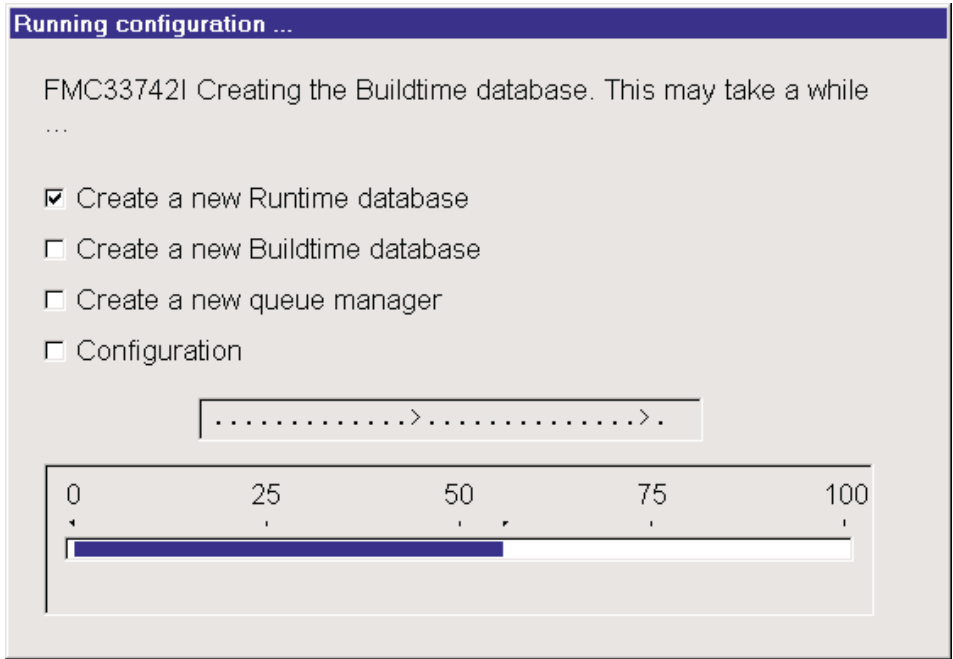 Running configuration ...
FMC33742I Creating the Buildtime database. This may take a while
...
Create a new Runtime database
Create a new Buildtime database
Create a new queue manager
Configuration
.............>..............>.
0 25 50 75 100